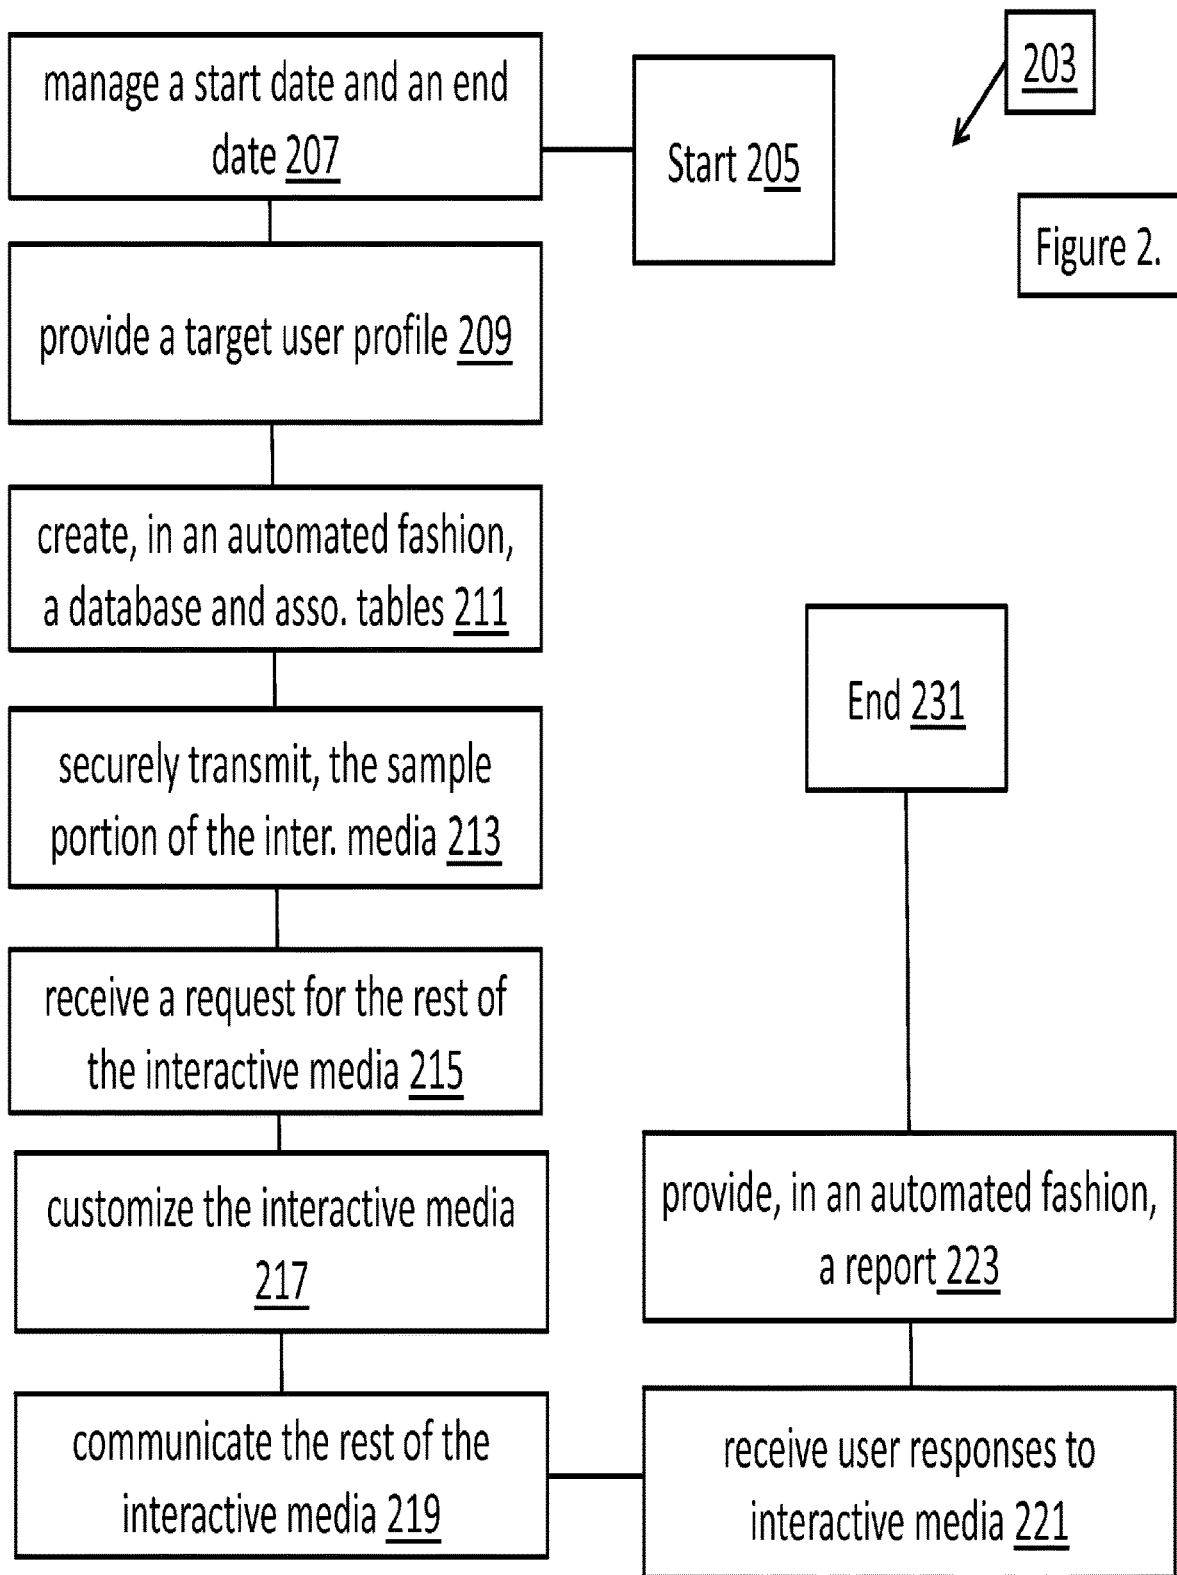 manage a start date and an end
date 207
Start 205
203
Figure 2.
provide a target user profile 209
create, in an automated fashion,
a database and asso. tables 211
securely transmit, the sample
portion of the inter. media 213
End 231
receive a request for the rest of
the interactive media 215
customize the interactive media
217
provide, in an automated fashion,
a report 223
communicate the rest of the
interactive media 219
receive user responses to
interactive media 221